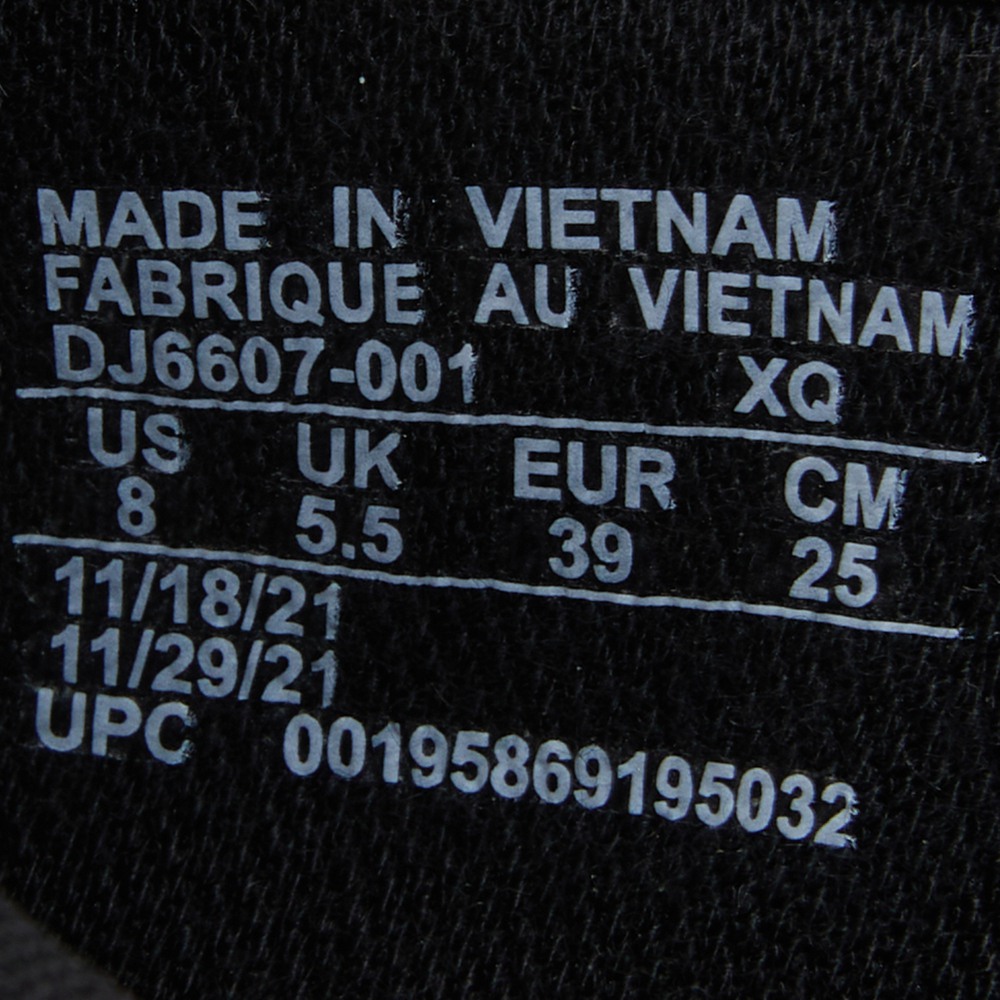 MADE IN VIETNAM
FABRIQUE AU VIETNAM
DJ6607-001 XQ
US UK EUR CM
8 5.5 39 25
11/18/21
11/29/21
UPC 00195869195032